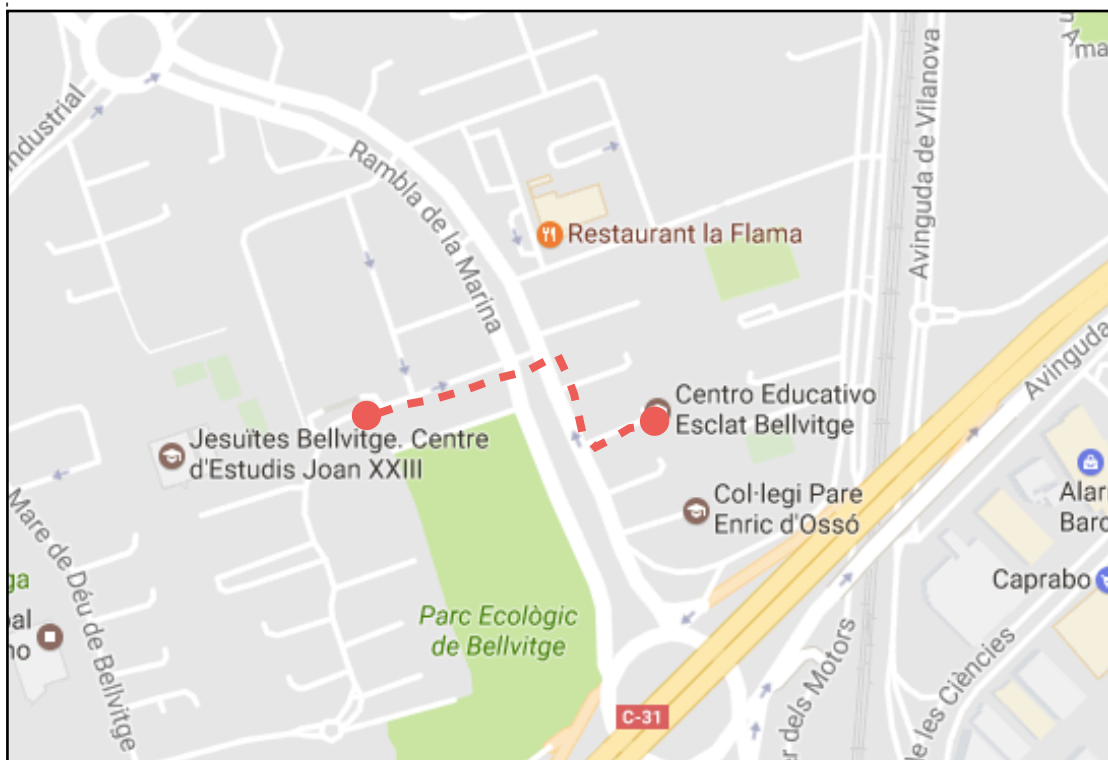 Industrial
Rambla de la Marina
Avinguda de Vilanova
Restaurant la Flama
Avinguda
Centro Educativo
Esclat Bellvitge
Jesuïtes Bellvitge. Centre
d'Estudis Joan XXIII
Col·legi Pare
Enric d'Ossó
Caprabo
Mare de Déu de Bellvitge
Parc Ecològic
de Bellvitge
C-31
dels Motors
de les Ciències